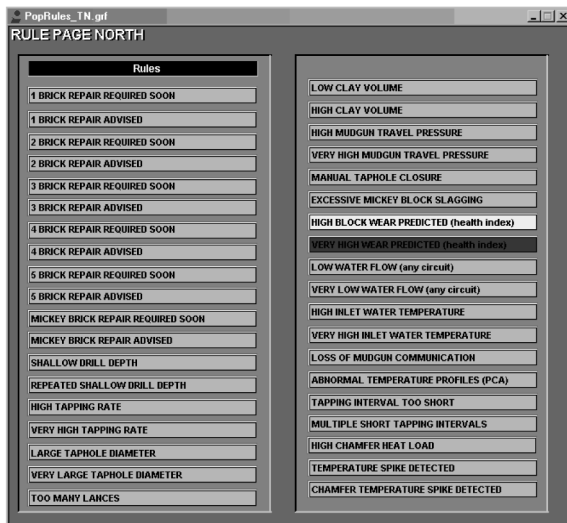 PopRules_TN.grf
RULE PAGE NORTH
Rules
1 BRICK REPAIR REQUIRED SOON
1 BRICK REPAIR ADVISED
2 BRICK REPAIR REQUIRED SOON
2 BRICK REPAIR ADVISED
3 BRICK REPAIR REQUIRED SOON
3 BRICK REPAIR ADVISED
4 BRICK REPAIR REQUIRED SOON
4 BRICK REPAIR ADVISED
5 BRICK REPAIR REQUIRED SOON
5 BRICK REPAIR ADVISED
MICKEY BRICK REPAIR REQUIRED SOON
MICKEY BRICK REPAIR ADVISED
SHALLOW DRILL DEPTH
REPEATED SHALLOW DRILL DEPTH
HIGH TAPPING RATE
VERY HIGH TAPPING RATE
LARGE TAPHOLE DIAMETER
VERY LARGE TAPHOLE DIAMETER
TOO MANY LANCES
LOW CLAY VOLUME
HIGH CLAY VOLUME
HIGH MUDGUN TRAVEL PRESSURE
VERY HIGH MUDGUN TRAVEL PRESSURE
MANUAL TAPHOLE CLOSURE
EXCESSIVE MICKEY BLOCK SLAGGING
HIGH BLOCK WEAR PREDICTED (health index)
VERY HIGH WEAR PREDICTED (health index)
LOW WATER FLOW (any circuit)
VERY LOW WATER FLOW (any circuit)
HIGH INLET WATER TEMPERATURE
VERY HIGH INLET WATER TEMPERATURE
LOSS OF MUDGUN COMMUNICATION
ABNORMAL TEMPERATURE PROFILES (PCA)
TAPPING INTERVAL TOO SHORT
MULTIPLE SHORT TAPPING INTERVALS
HIGH CHAMFER HEAT LOAD
TEMPERATURE SPIKE DETECTED
CHAMFER TEMPERATURE SPIKE DETECTED